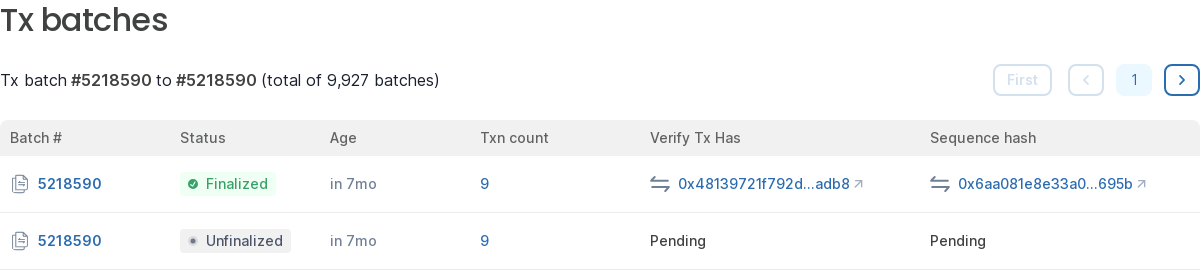 Tx batches
Tx batch #5218590 to #5218590 (total of 9,927 batches)
First
1
Batch # Status Age Txn count Verify Tx Has Sequence hash
5218590 Finalized in 7mo 9 0x48139721f792d...adb8 0x6aa081e8e33a0...695b
5218590 Unfinalized in 7mo 9 Pending Pending